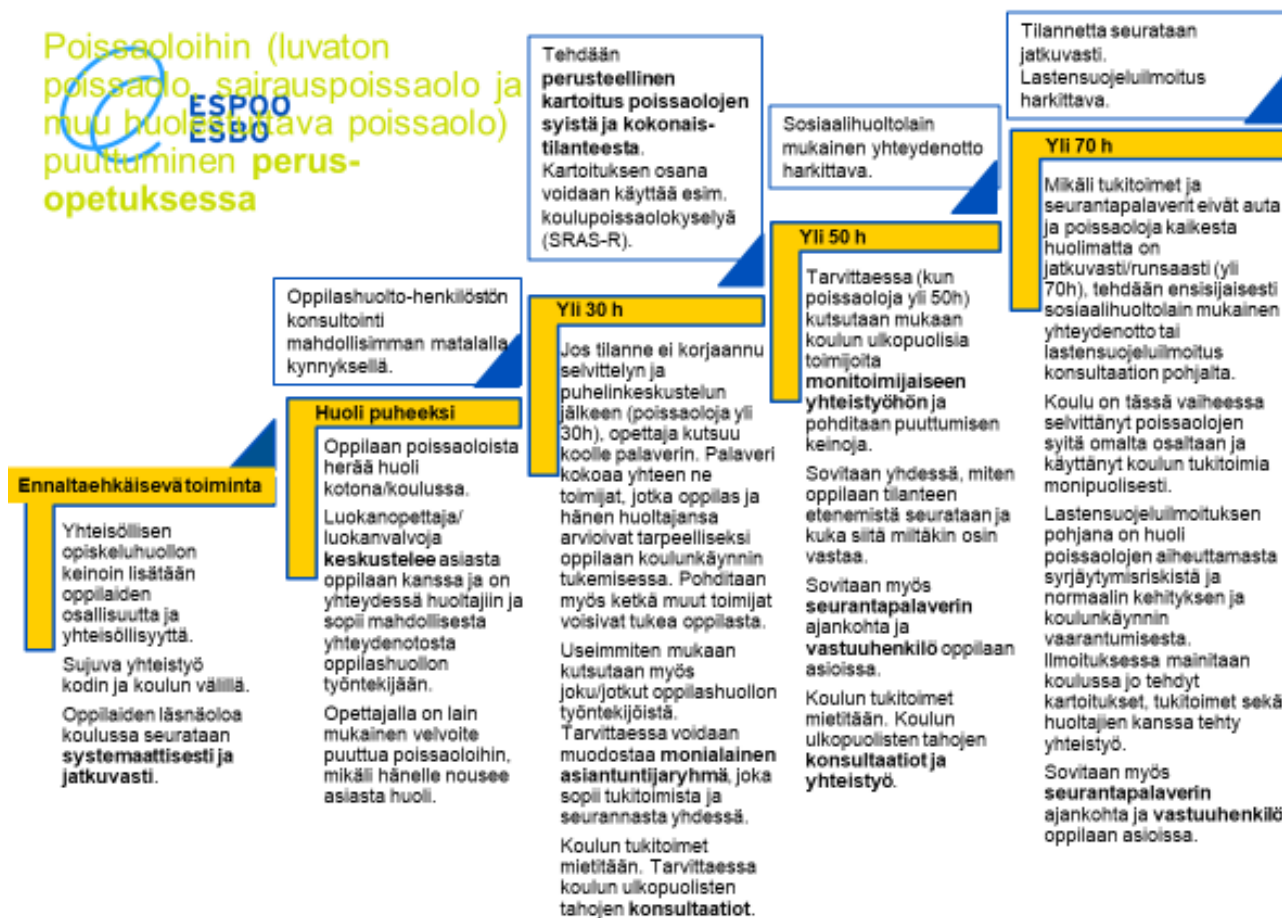 Poissaoloihin (luvaton
poissaolo, sairauspoissaolo ja
muu huolestuttava poissaolo)
puuttuminen perus-
opetuksessa
ESPOO
ESBO
Ennaltaehkäisevä toiminta
Yhteisöllisen
opiskeluhuollon
keinoin lisätään
oppilaiden
osallisuutta ja
yhteisöllisyyttä.
Sujuva yhteistyö
kodin ja koulun välillä.
Oppilaiden läsnäoloa
koulussa seurataan
systemaattisesti ja
jatkuvasti.
Oppilashuolto-henkilöstön
konsultointi
mahdollisimman matalalla
kynnyksellä.
Huoli puheeksi
Oppilaan poissaoloista
herää huoli
kotona/koulussa.
Luokanopettaja/
luokanvalvoja
keskustelee asiasta
oppilaan kanssa ja on
yhteydessä huoltajiin ja
sopii mahdollisesta
yhteydenotosta
oppilashuollon
työntekijään.
Opettajalla on lain
mukainen velvoite
puuttua poissaoloihin,
mikäli hänelle nousee
asiasta huoli.
Tehdään
perusteellinen
kartoitus poissaolojen
syistä ja kokonais-
tilanteesta.
Kartoituksen osana
voidaan käyttää esim.
koulupoissaolokyselyä
(SRAS-R).
Yli 30 h
Jos tilanne ei korjaannu
selvittelyn ja
puhelinkeskustelun
jälkeen (poissaoloja yli
30h), opettaja kutsuu
koolle palaverin. Palaveri
kokoaa yhteen ne
toimijat, jotka oppilas ja
hänen huoltajansa
arvioivat tarpeelliseksi
oppilaan koulunkäynnin
tukemisessa. Pohditaan
myös ketkä muut toimijat
voisivat tukea oppilasta.
Useimmiten mukaan
kutsutaan myös
joku/jotkut oppilashuollon
työntekijöistä.
Tarvittaessa voidaan
muodostaa monialainen
asiantuntijaryhmä, joka
sopii tukitoimista ja
seurannasta yhdessä.
Koulun tukitoimet
mietitään. Tarvittaessa
koulun ulkopuolisten
tahojen konsultaatiot.
Sosiaalihuoltolain
mukainen yhteydenotto
harkittava.
Yli 50 h
Tarvittaessa (kun
poissaoloja yli 50h)
kutsutaan mukaan
koulun ulkopuolisia
toimijoita
monitoimijaiseen
yhteistyöhön ja
pohditaan puuttumisen
keinoja.
Sovitaan yhdessä, miten
oppilaan tilanteen
etenemistä seurataan ja
kuka siitä miltäkin osin
vastaa.
Sovitaan myös
seurantapalaverin
ajankohta ja
vastuuhenkilö oppilaan
asioissa.
Koulun tukitoimet
mietitään. Koulun
ulkopuolisten tahojen
konsultaatiot ja
yhteistyö.
Tilannetta seurataan
jatkuvasti.
Lastensuojeluilmoitus
harkittava.
Yli 70 h
Mikäli tukitoimet ja
seurantapalaverit eivät auta
ja poissaoloja kaikesta
huolimatta on
jatkuvasti/runsaasti (yli
70h), tehdään ensisijaisesti
sosiaalihuoltolain mukainen
yhteydenotto tai
lastensuojeluilmoitus
konsultaation pohjalta.
Koulu on tässä vaiheessa
selvittänyt poissaolojen
syitä omalta osaltaan ja
käyttänyt koulun tukitoimia
monipuolisesti.
Lastensuojeluilmoituksen
pohjana on huoli
poissaolojen aiheuttamasta
syrjäytymisriskistä ja
normaalin kehityksen ja
koulunkäynnin
vaarantumisesta.
Ilmoituksessa mainitaan
koulussa jo tehdyt
kartoitukset, tukitoimet sekä
huoltajien kanssa tehty
yhteistyö.
Sovitaan myös
seurantapalaverin
ajankohta ja vastuuhenkilö
oppilaan asioissa.